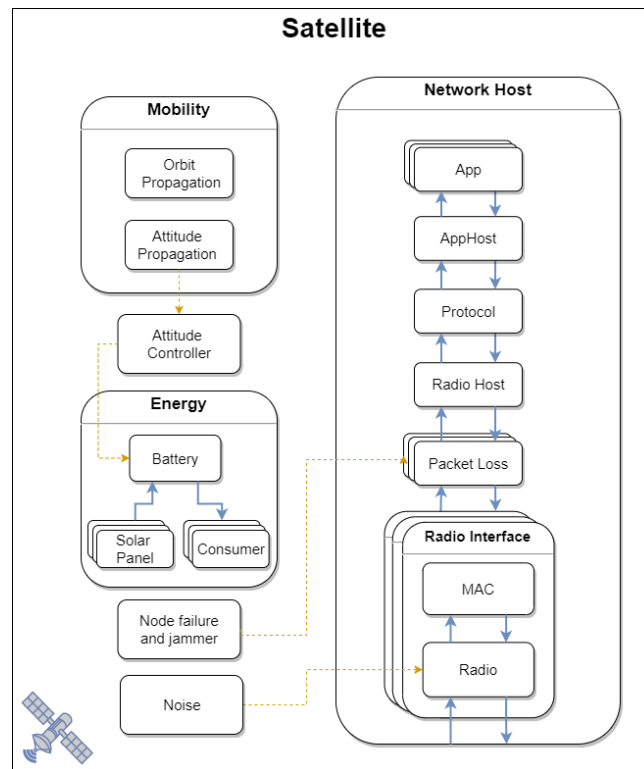 Satellite
Mobility
Orbit
Propagation
Attitude
Propagation
Attitude
Controller
Energy
Battery
Solar
Panel
Consumer
Node failure
and jammer
Noise
Network Host
App
AppHost
Protocol
Radio Host
Packet Loss
Radio Interface
MAC
Radio